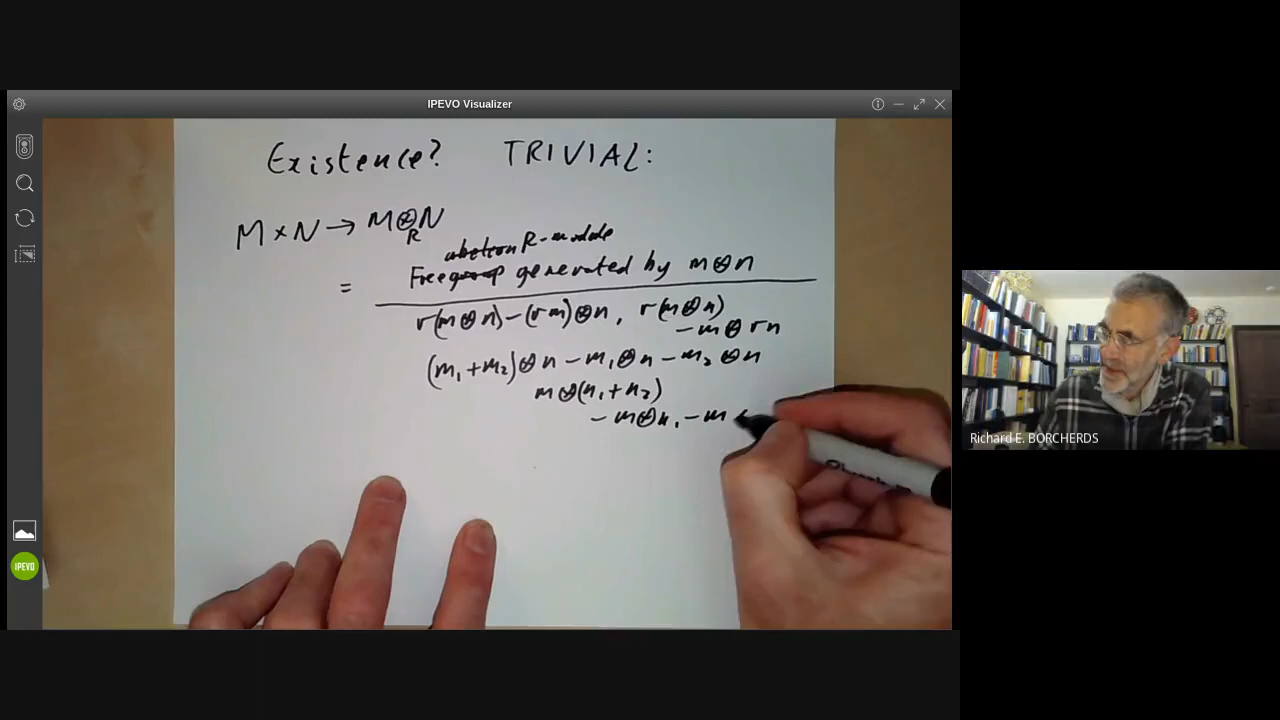 IPEVO Visualizer
Existence? TRIVIAL:
M × N → M ⊗_R N
abelian R-module
= Free group generated by m ⊗ n
r(m ⊗ n) – (rm) ⊗ n, r(m ⊗ n)
– m ⊗ rn
(m₁ + m₂) ⊗ n – m₁ ⊗ n – m₂ ⊗ n
m ⊗ (n₁ + n₂)
– m ⊗ n₁ – m
Richard E. BORCHERDS
IPEVO